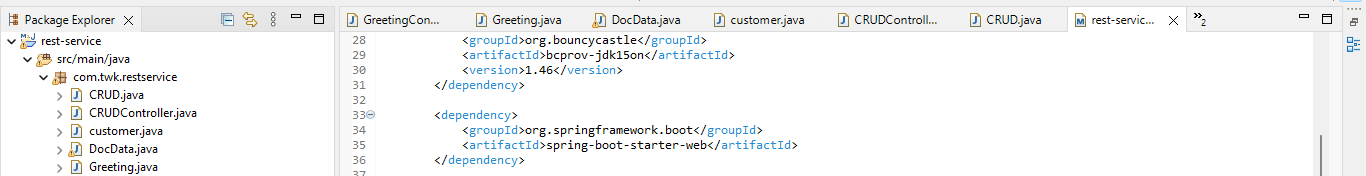 Package Explorer
rest-service
src/main/java
com.twk.restservice
CRUD.java
CRUDController.java
customer.java
DocData.java
Greeting.java
GreetingCon... Greeting.java DocData.java customer.java CRUDControll... CRUD.java rest-servic... »2
28 <groupId>org.bouncycastle</groupId>
29 <artifactId>bcprov-jdk15on</artifactId>
30 <version>1.46</version>
31 </dependency>
32
33 <dependency>
34 <groupId>org.springframework.boot</groupId>
35 <artifactId>spring-boot-starter-web</artifactId>
36 </dependency>
37